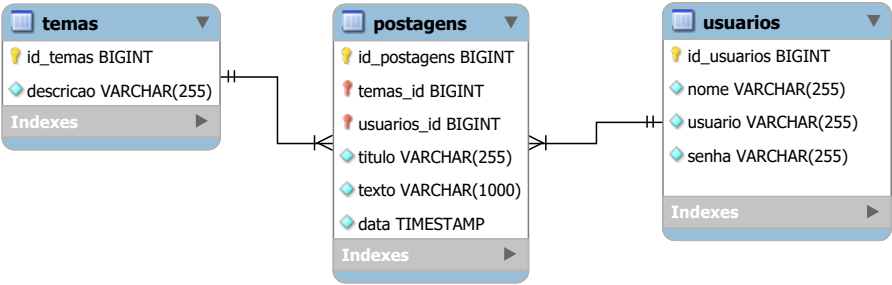 temas
id_temas BIGINT
descricao VARCHAR(255)
Indexes
postagens
id_postagens BIGINT
temas_id BIGINT
usuarios_id BIGINT
titulo VARCHAR(255)
texto VARCHAR(1000)
data TIMESTAMP
Indexes
usuarios
id_usuarios BIGINT
nome VARCHAR(255)
usuario VARCHAR(255)
senha VARCHAR(255)
Indexes